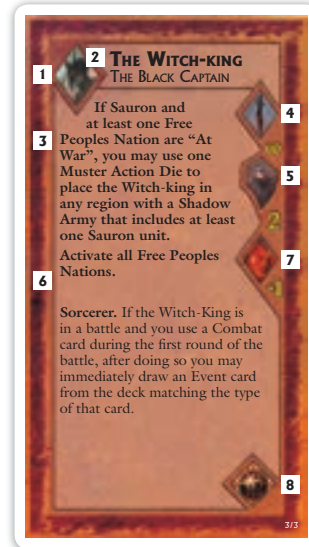 1
2
THE WITCH-KING
THE BLACK CAPTAIN
If Sauron and
at least one Free
3
Peoples Nation are “At
War”, you may use one
Muster Action Die to
place the Witch-king in
any region with a Shadow
Army that includes at least
one Sauron unit.
Activate all Free Peoples
Nations.
4
∞
5
2
7
+1
6
Sorcerer. If the Witch-King is
in a battle and you use a Combat
card during the first round of the
battle, after doing so you may
immediately draw an Event card
from the deck matching the type
of that card.
8
3/3